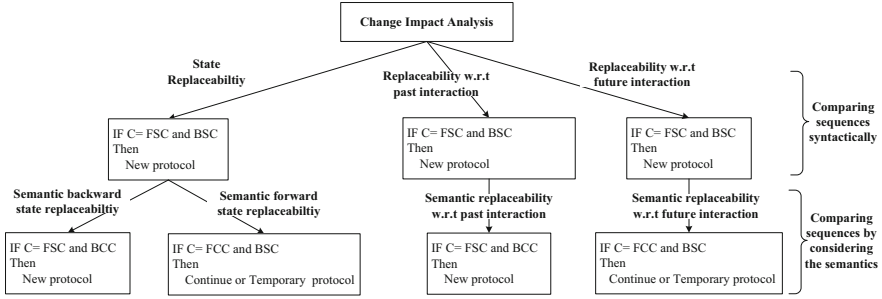 Change Impact Analysis
State
Replaceabiltiy
Replaceability w.r.t
past interaction
Replaceability w.r.t
future interaction
IF C= FSC and BSC
Then
New protocol
IF C= FSC and BSC
Then
New protocol
IF C= FSC and BSC
Then
New protocol
Comparing
sequences
syntactically
Semantic backward
state replaceabiltiy
Semantic forward
state replaceabiltiy
Semantic replaceability
w.r.t past interaction
Semantic replaceability
w.r.t future interaction
IF C= FSC and BCC
Then
New protocol
IF C= FCC and BSC
Then
Continue or Temporary protocol
IF C= FSC and BCC
Then
New protocol
IF C= FCC and BSC
Then
Continue or Temporary protocol
Comparing
sequences by
considering
the semantics